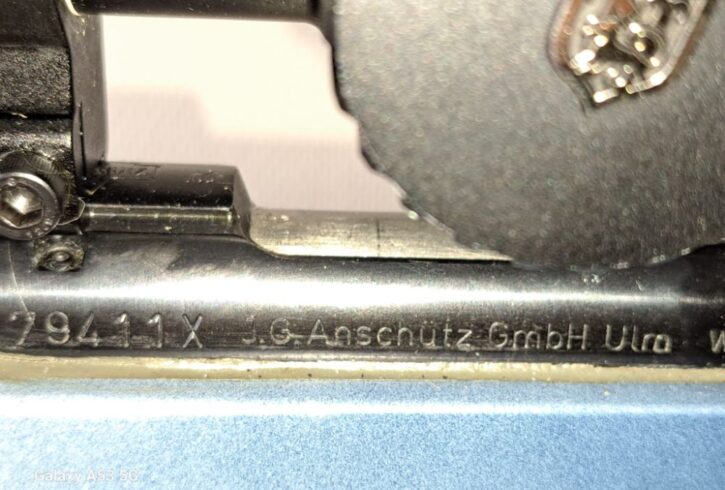 79411X J.G. Anschütz GmbH Ulm W
Galaxy A53 5G